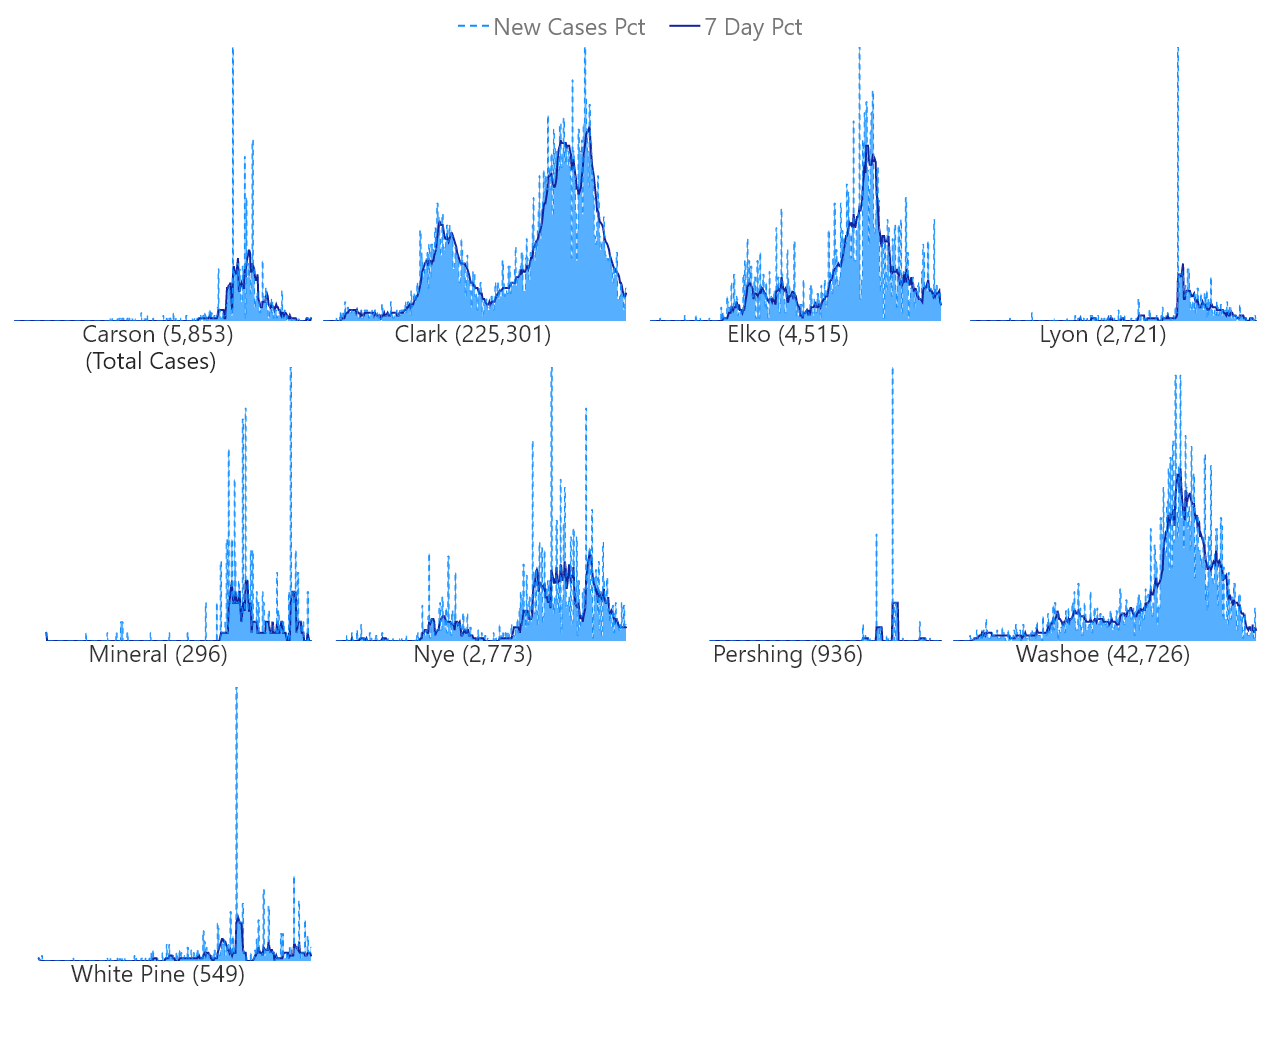 New Cases Pct 7 Day Pct
Carson (5,853)
(Total Cases)
Clark (225,301)
Elko (4,515)
Lyon (2,721)
Mineral (296)
Nye (2,773)
Pershing (936)
Washoe (42,726)
White Pine (549)